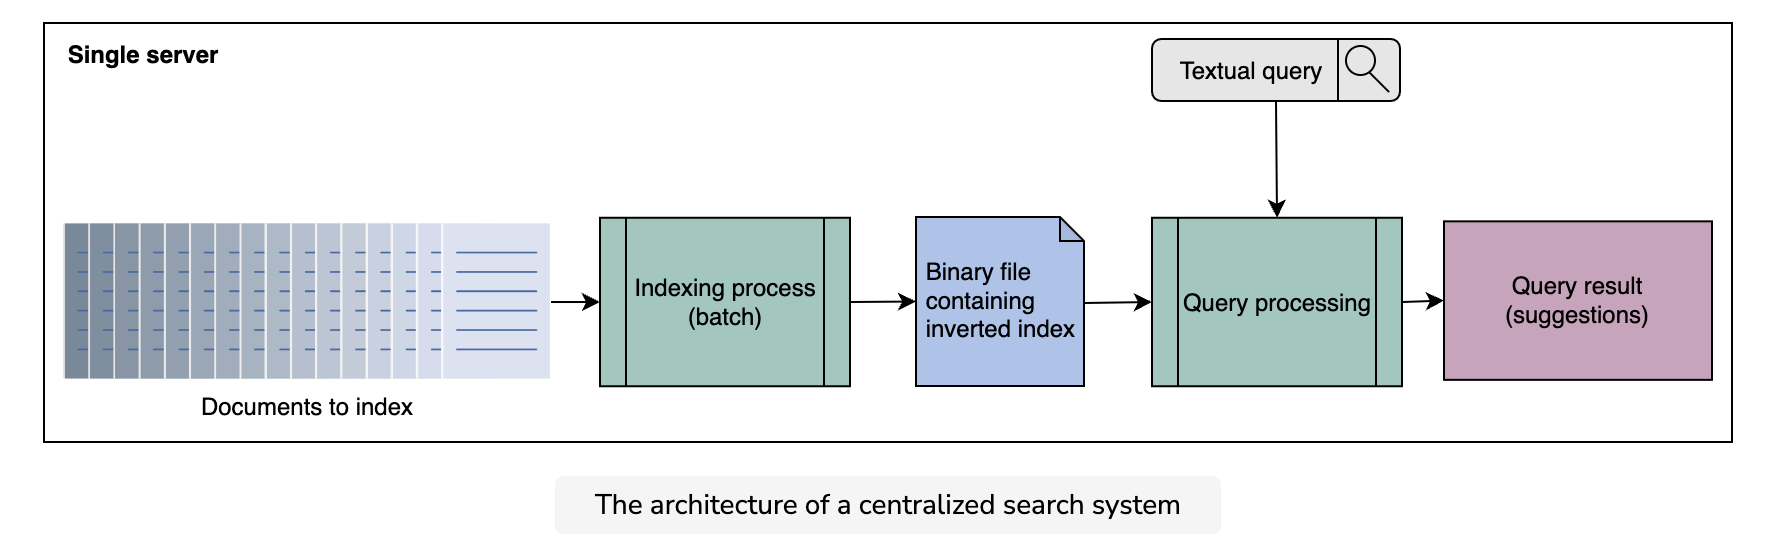 Single server
Textual query
Documents to index
Indexing process
(batch)
Binary file
containing
inverted index
Query processing
Query result
(suggestions)
The architecture of a centralized search system